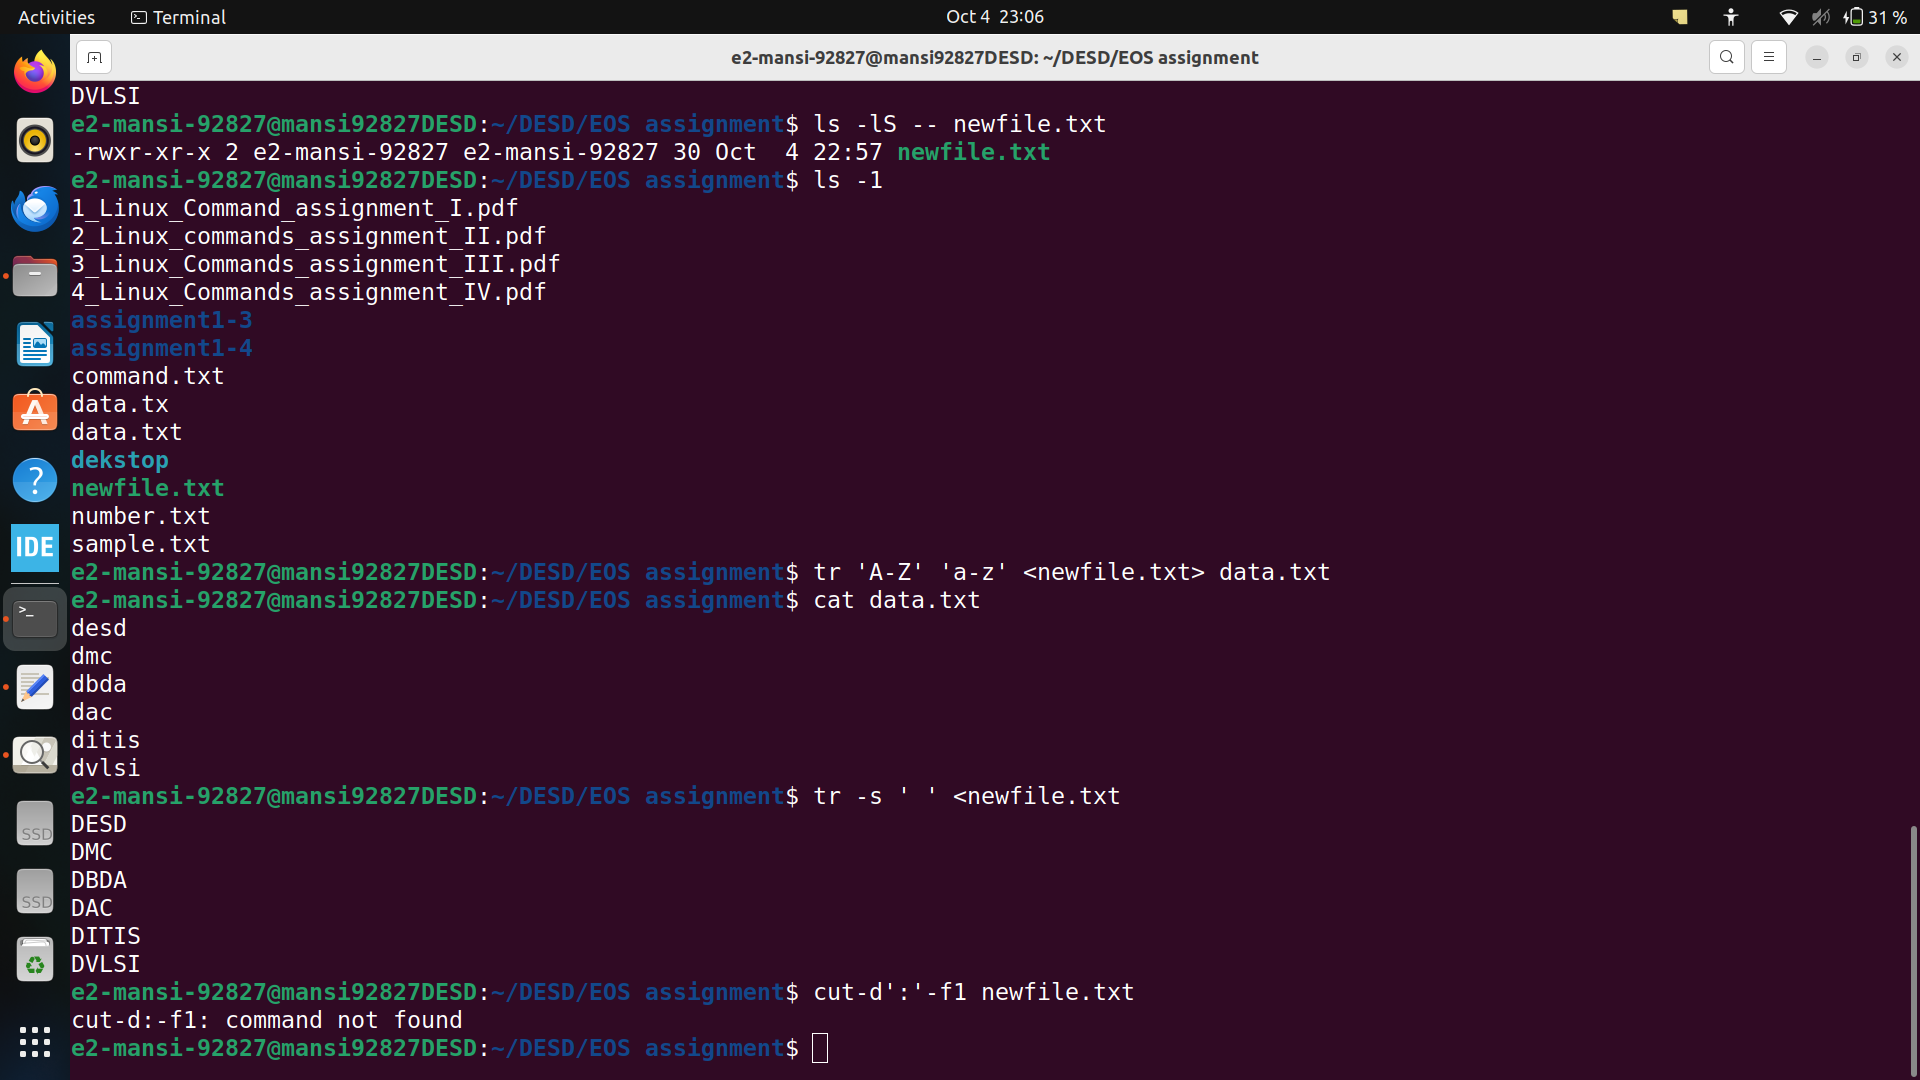 Activities
Terminal
Oct 4 23:06
31 %
e2-mansi-92827@mansi92827DESD: ~/DESD/EOS assignment
DVLSI
e2-mansi-92827@mansi92827DESD:~/DESD/EOS assignment$ ls -lS -- newfile.txt
-rwxr-xr-x 2 e2-mansi-92827 e2-mansi-92827 30 Oct  4 22:57 newfile.txt
e2-mansi-92827@mansi92827DESD:~/DESD/EOS assignment$ ls -1
1_Linux_Command_assignment_I.pdf
2_Linux_commands_assignment_II.pdf
3_Linux_Commands_assignment_III.pdf
4_Linux_Commands_assignment_IV.pdf
assignment1-3
assignment1-4
command.txt
data.tx
data.txt
dekstop
newfile.txt
number.txt
sample.txt
e2-mansi-92827@mansi92827DESD:~/DESD/EOS assignment$ tr 'A-Z' 'a-z' <newfile.txt> data.txt
e2-mansi-92827@mansi92827DESD:~/DESD/EOS assignment$ cat data.txt
desd
dmc
dbda
dac
ditis
dvlsi
e2-mansi-92827@mansi92827DESD:~/DESD/EOS assignment$ tr -s ' ' <newfile.txt
DESD
DMC
DBDA
DAC
DITIS
DVLSI
e2-mansi-92827@mansi92827DESD:~/DESD/EOS assignment$ cut-d':'-f1 newfile.txt
cut-d:-f1: command not found
e2-mansi-92827@mansi92827DESD:~/DESD/EOS assignment$
IDE
>_
SSD
SSD